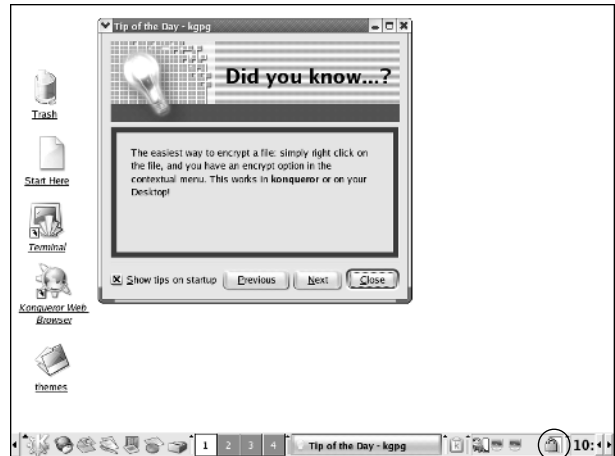 Tip of the Day - kgpg
Did you know...?
The easiest way to encrypt a file: simply right click on
the file, and you have an encrypt option in the
contextual menu. This works in konqueror or on your
Desktop!
Show tips on startup Previous Next Close
Trash
Start Here
Terminal
Konqueror Web
Browser
themes
1 2 3 4 Tip of the Day - kgpg 10: